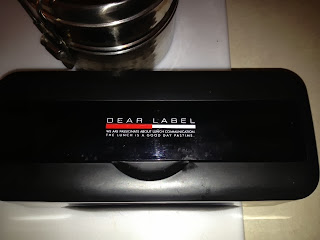 DEAR LABEL
WE ARE PASSIONATE ABOUT LUNCH COMMUNICATION.
THE LUNCH IS A GOOD DAY PASTIME.